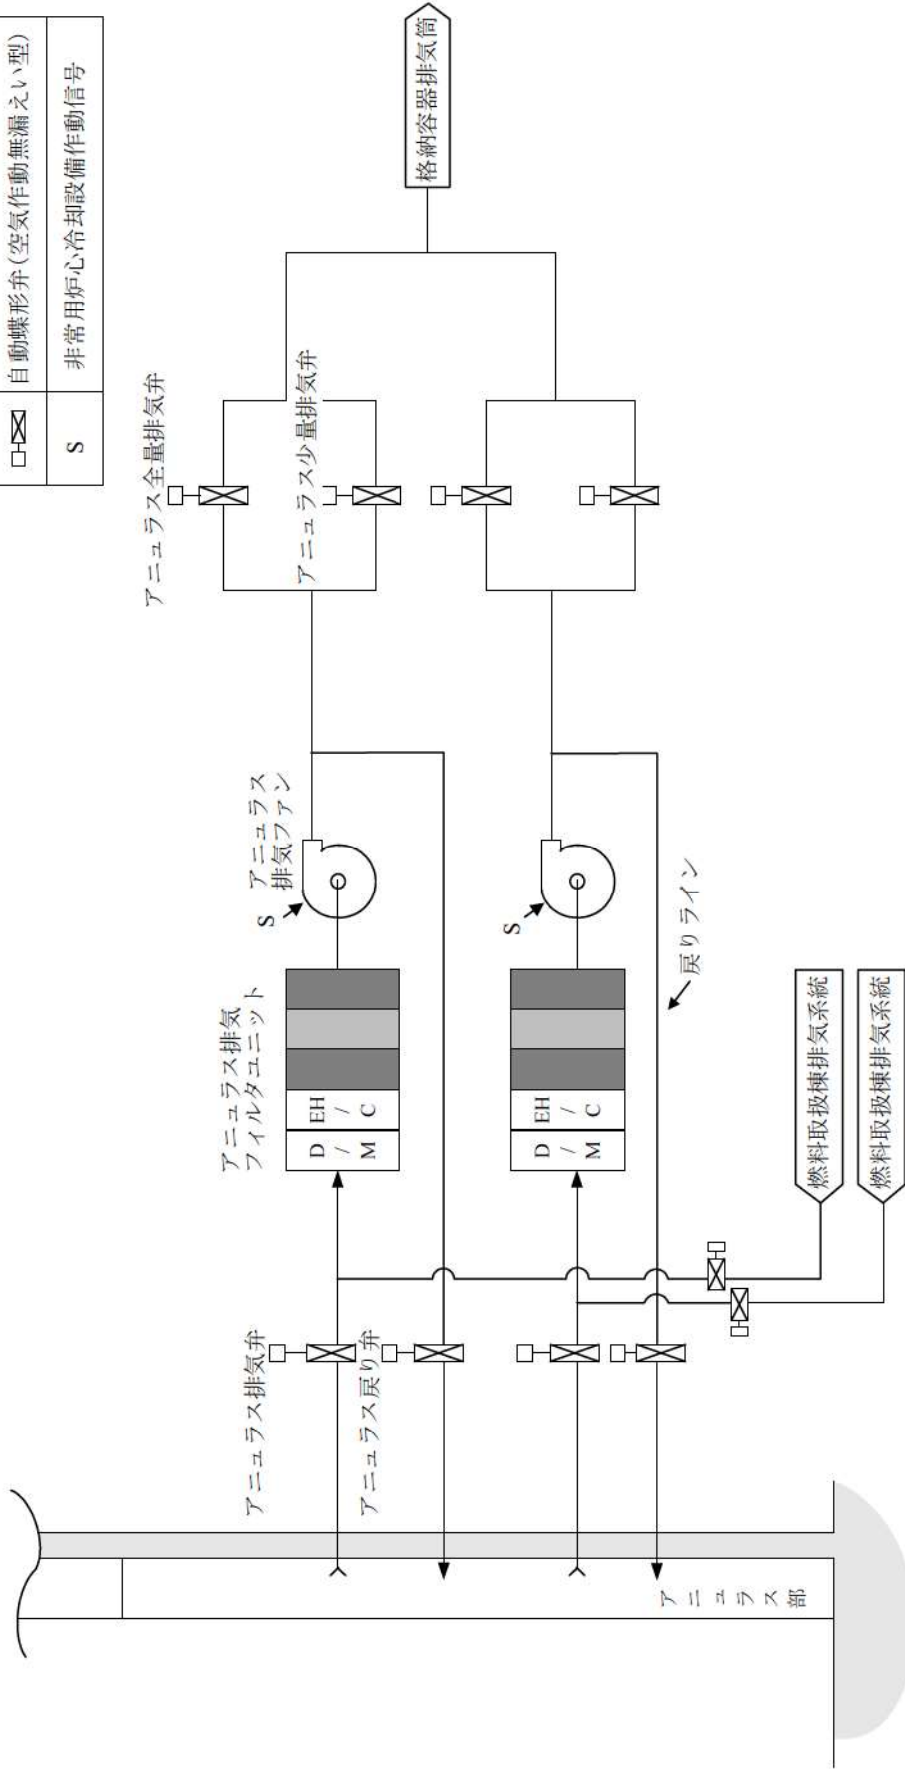 自動蝶形弁(空気作動無漏えい型)
S
非常用炉心冷却設備作動信号
格納容器排気筒
アニュラス全量排気弁
アニュラス少量排気弁
アニュラス
排気ファン
S
S
アニュラス排気
フィルタユニット
D
/
M
EH
/
C
D
/
M
EH
/
C
戻りライン
燃料取扱棟排気系統
燃料取扱棟排気系統
アニュラス排気弁
アニュラス戻り弁
アニュラス部